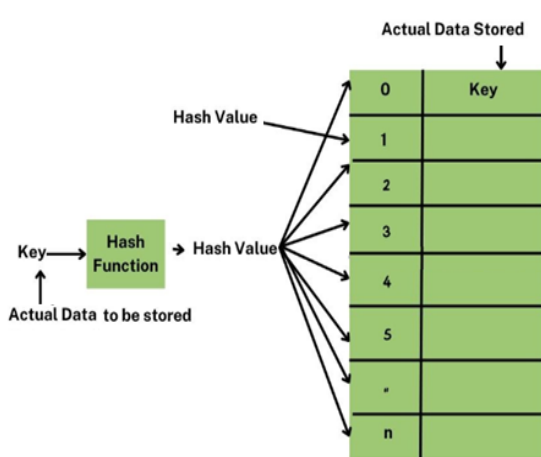 Actual Data Stored
0 Key
Hash Value
1
2
3
Key
Hash
Function
Hash Value
4
Actual Data to be stored
5
"
n